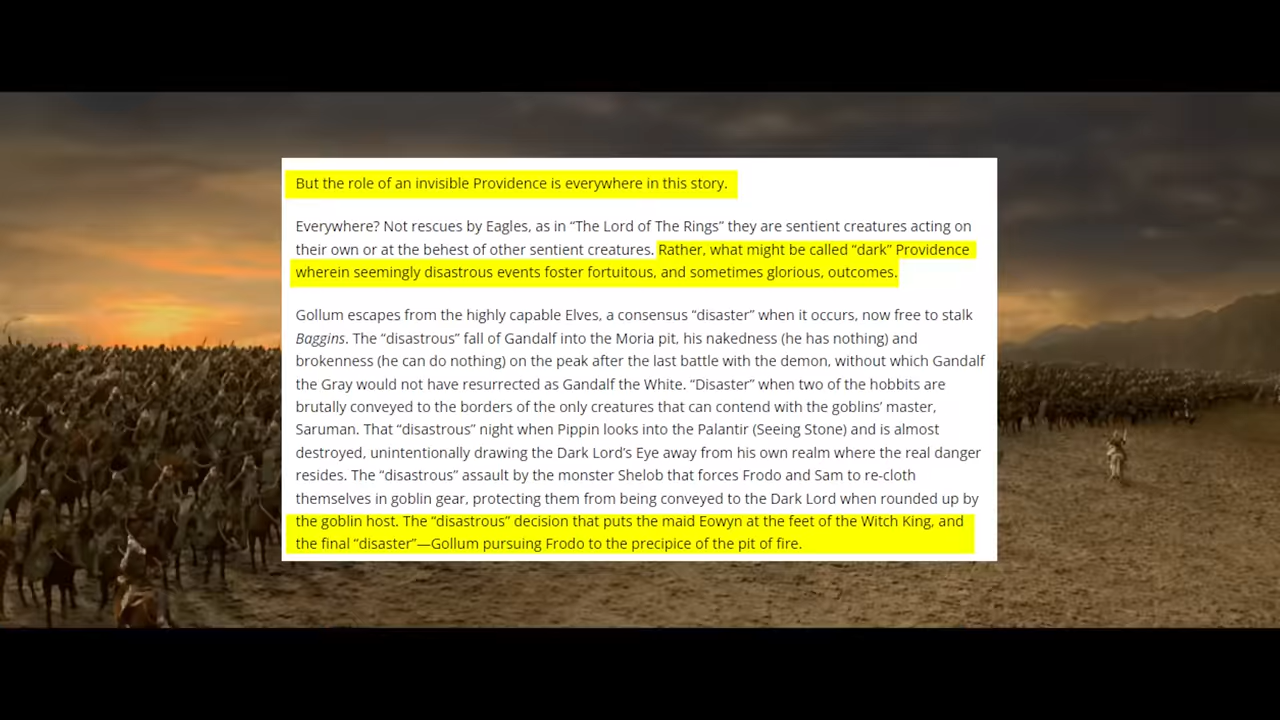 But the role of an invisible Providence is everywhere in this story.
Everywhere? Not rescues by Eagles, as in “The Lord of The Rings” they are sentient creatures acting on
their own or at the behest of other sentient creatures. Rather, what might be called “dark” Providence
wherein seemingly disastrous events foster fortuitous, and sometimes glorious, outcomes.
Gollum escapes from the highly capable Elves, a consensus “disaster” when it occurs, now free to stalk
Baggins. The “disastrous” fall of Gandalf into the Moria pit, his nakedness (he has nothing) and
brokenness (he can do nothing) on the peak after the last battle with the demon, without which Gandalf
the Gray would not have resurrected as Gandalf the White. “Disaster” when two of the hobbits are
brutally conveyed to the borders of the only creatures that can contend with the goblins’ master,
Saruman. That “disastrous” night when Pippin looks into the Palantir (Seeing Stone) and is almost
destroyed, unintentionally drawing the Dark Lord’s Eye away from his own realm where the real danger
resides. The “disastrous” assault by the monster Shelob that forces Frodo and Sam to re-cloth
themselves in goblin gear, protecting them from being conveyed to the Dark Lord when rounded up by
the goblin host. The “disastrous” decision that puts the maid Eowyn at the feet of the Witch King, and
the final “disaster”—Gollum pursuing Frodo to the precipice of the pit of fire.